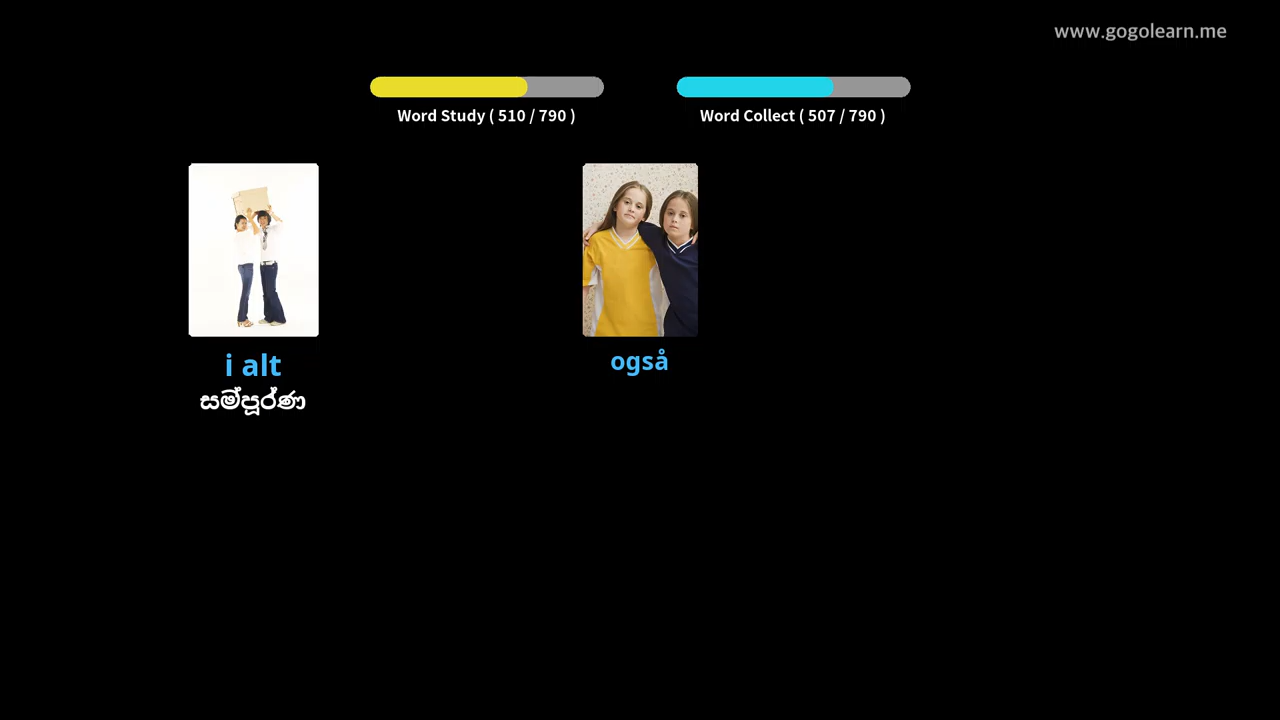 www.gogolearn.me
Word Study ( 510 / 790 )
Word Collect ( 507 / 790 )
i alt
සම්පූර්ණ
også